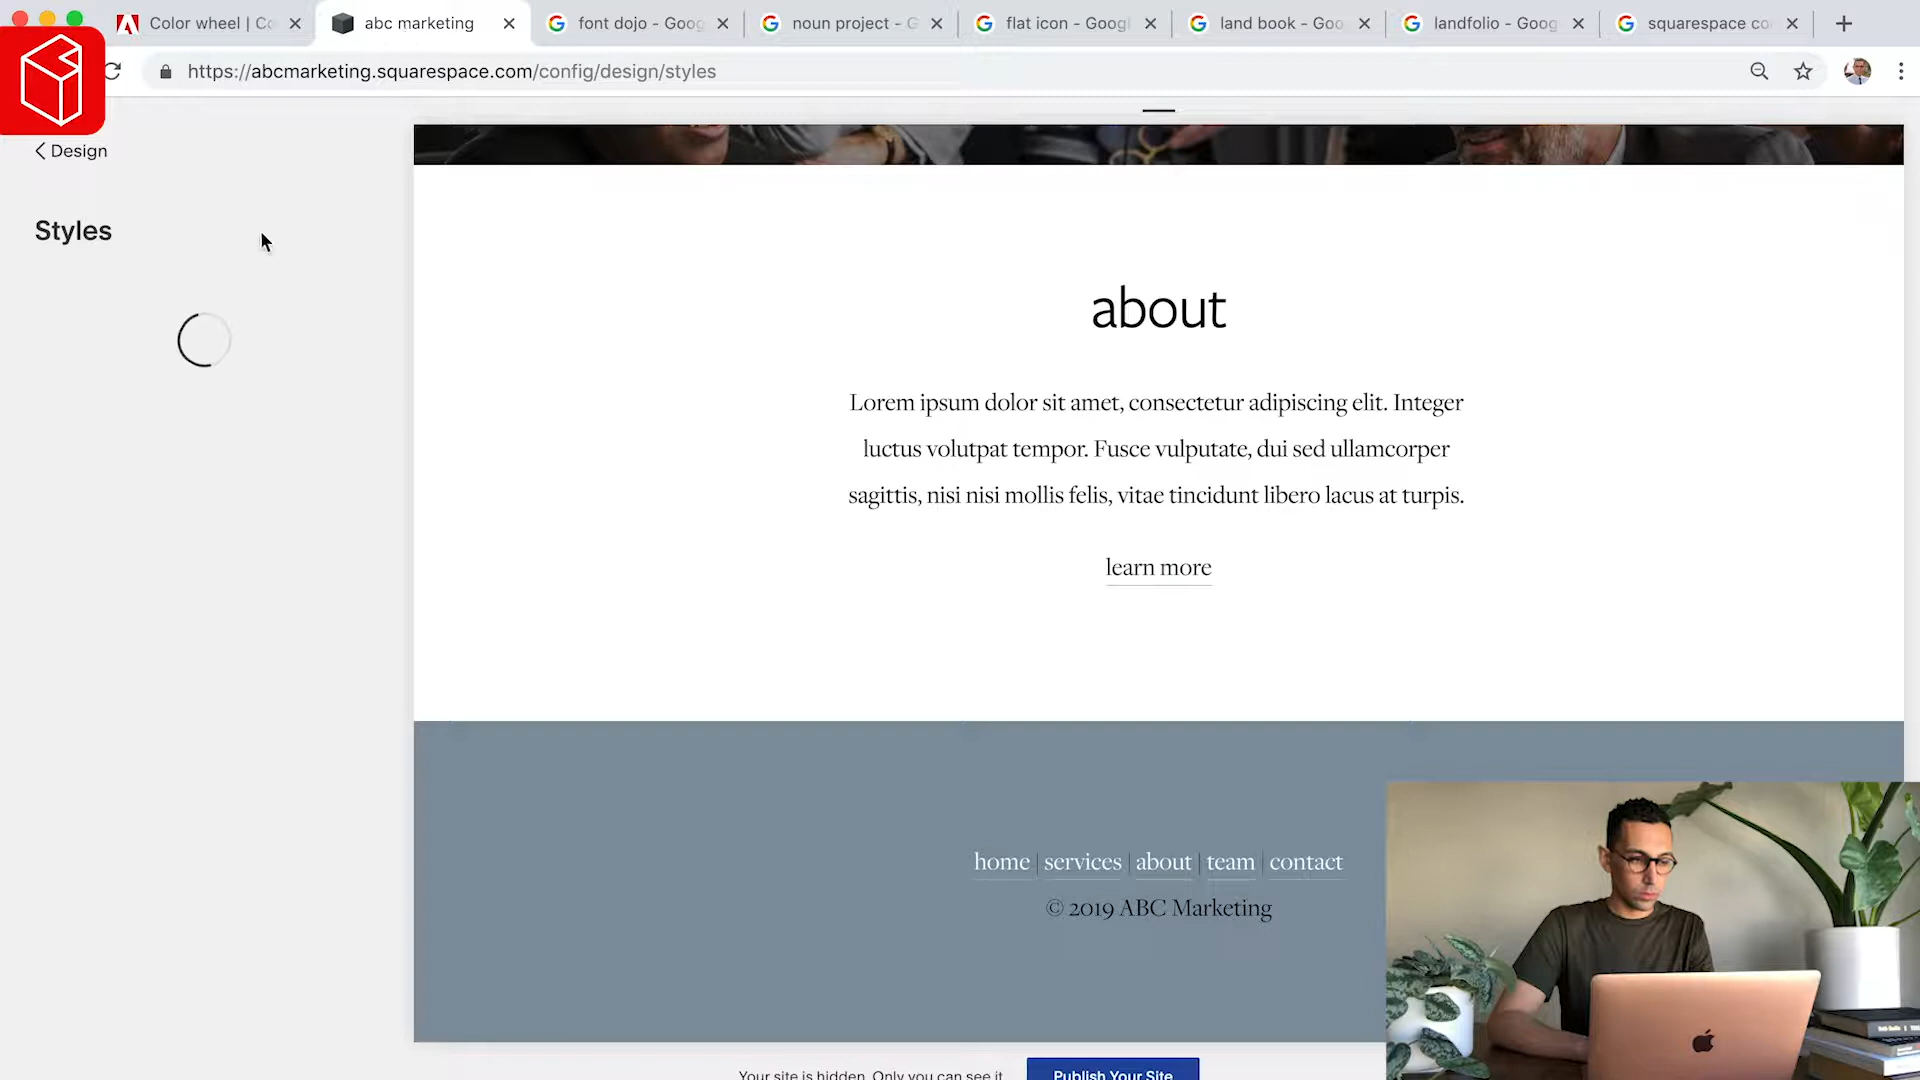 Color wheel | Co
abc marketing
font dojo - Goog
noun project - G
flat icon - Googl
land book - Goo
landfolio - Goog
squarespace co
https://abcmarketing.squarespace.com/config/design/styles
Design
Styles
about
Lorem ipsum dolor sit amet, consectetur adipiscing elit. Integer
luctus volutpat tempor. Fusce vulputate, dui sed ullamcorper
sagittis, nisi nisi mollis felis, vitae tincidunt libero lacus at turpis.
learn more
home | services | about | team | contact
© 2019 ABC Marketing
Your site is hidden. Only you can see it
Publish Your Site